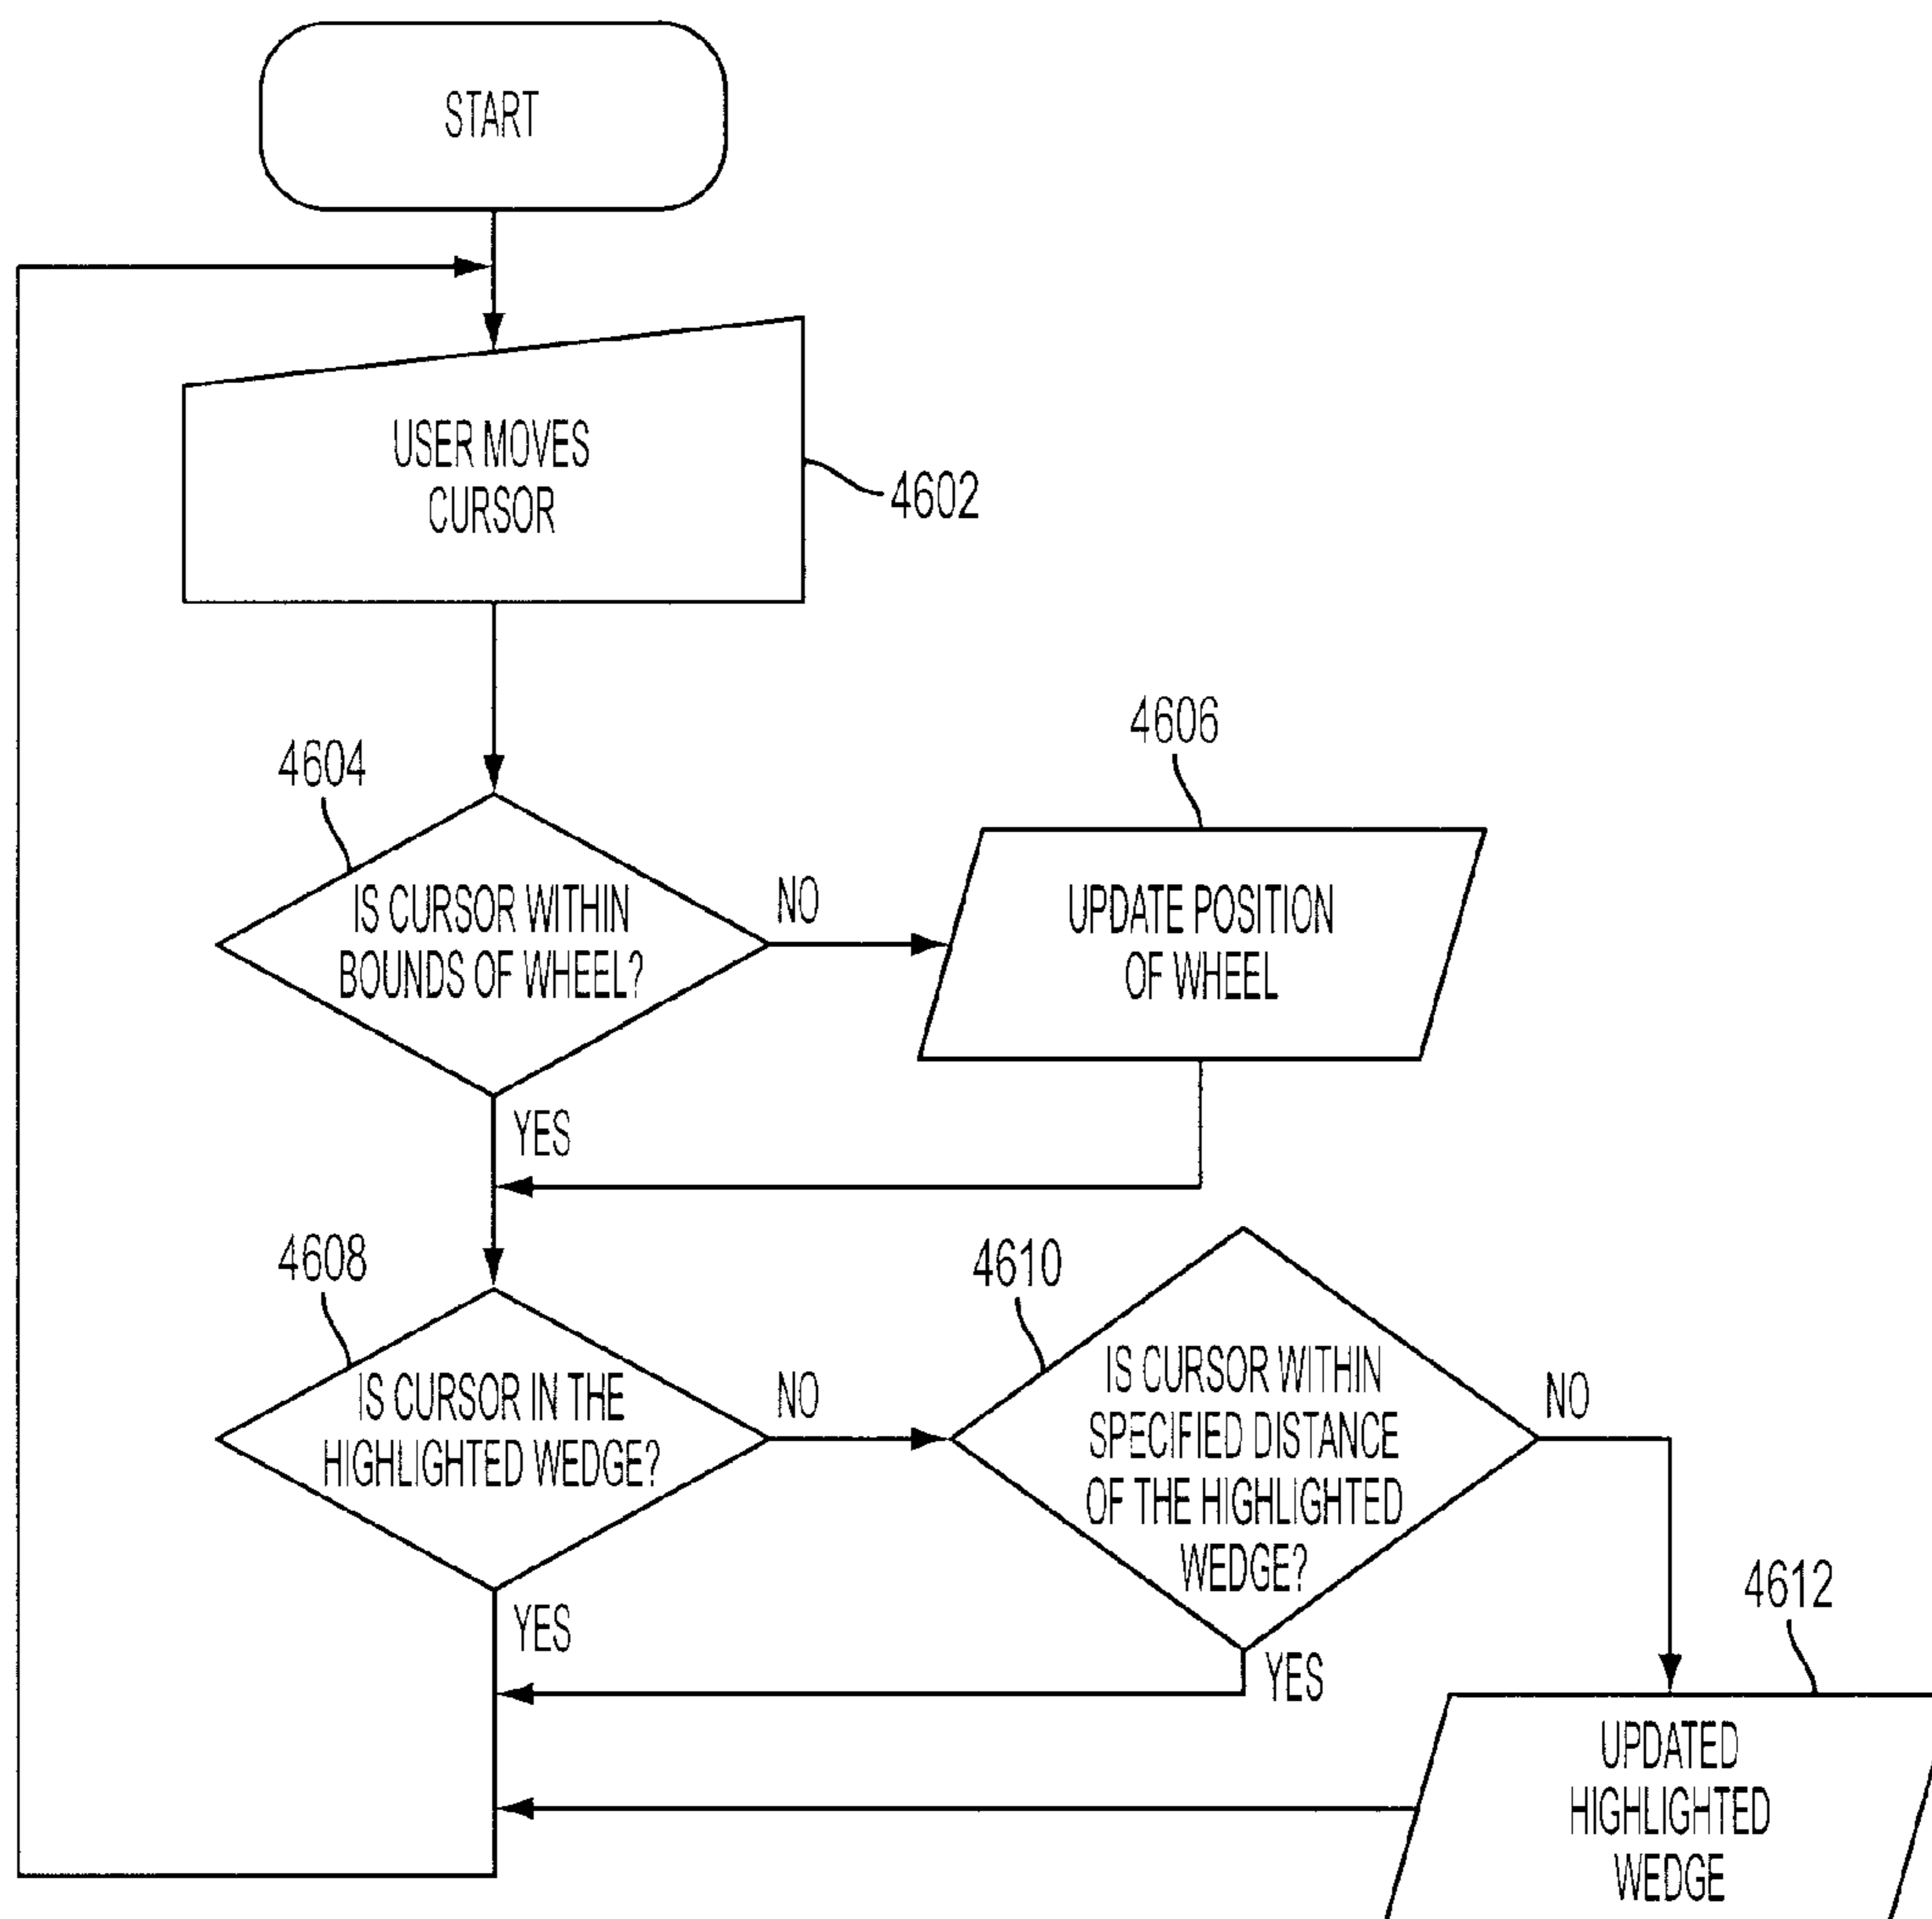 START
USER MOVES
CURSOR
4602
4604
IS CURSOR WITHIN
BOUNDS OF WHEEL?
NO
YES
4606
UPDATE POSITION
OF WHEEL
4608
IS CURSOR IN THE
HIGHLIGHTED WEDGE?
NO
YES
4610
IS CURSOR WITHIN
SPECIFIED DISTANCE
OF THE HIGHLIGHTED
WEDGE?
NO
YES
4612
UPDATED
HIGHLIGHTED
WEDGE